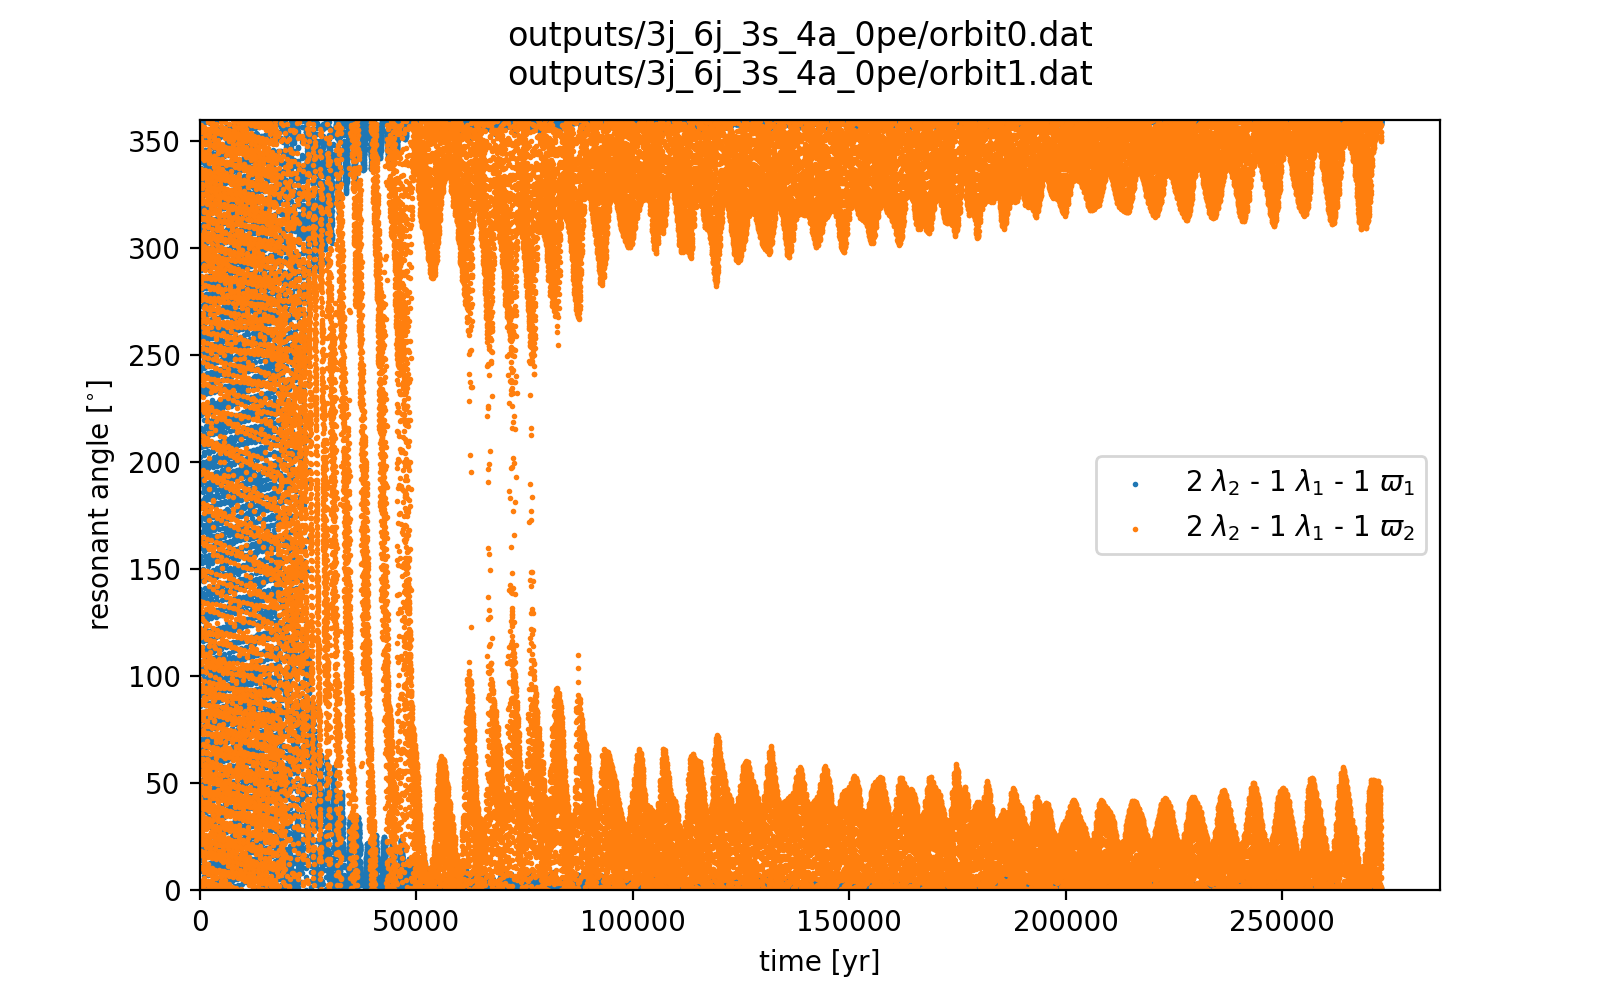 outputs/3j_6j_3s_4a_0pe/orbit0.dat
outputs/3j_6j_3s_4a_0pe/orbit1.dat
350
300
250
200
150
100
50
0
resonant angle [°]
2 λ₂ - 1 λ₁ - 1 ϖ₁
2 λ₂ - 1 λ₁ - 1 ϖ₂
0
50000
100000
150000
200000
250000
time [yr]